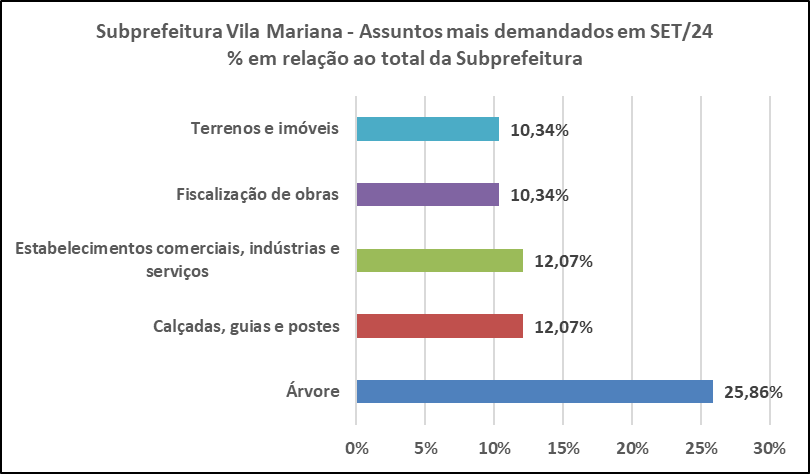 Subprefeitura Vila Mariana - Assuntos mais demandados em SET/24
% em relação ao total da Subprefeitura
Terrenos e imóveis
10,34%
Fiscalização de obras
10,34%
Estabelecimentos comerciais, indústrias e
serviços
12,07%
Calçadas, guias e postes
12,07%
Árvore
25,86%
0% 5% 10% 15% 20% 25% 30%